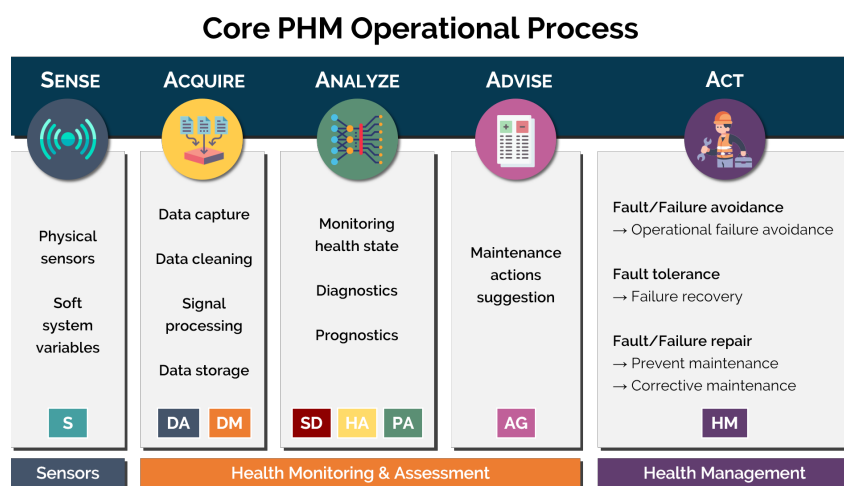 Core PHM Operational Process
SENSE
ACQUIRE
ANALYZE
ADVISE
ACT
Physical
sensors
Soft
system
variables
S
Data capture
Data cleaning
Signal
processing
Data storage
DA
DM
Monitoring
health state
Diagnostics
Prognostics
SD
HA
PA
Maintenance
actions
suggestion
AG
Fault/Failure avoidance
→ Operational failure avoidance
Fault tolerance
→ Failure recovery
Fault/Failure repair
→ Prevent maintenance
→ Corrective maintenance
HM
Sensors
Health Monitoring & Assessment
Health Management